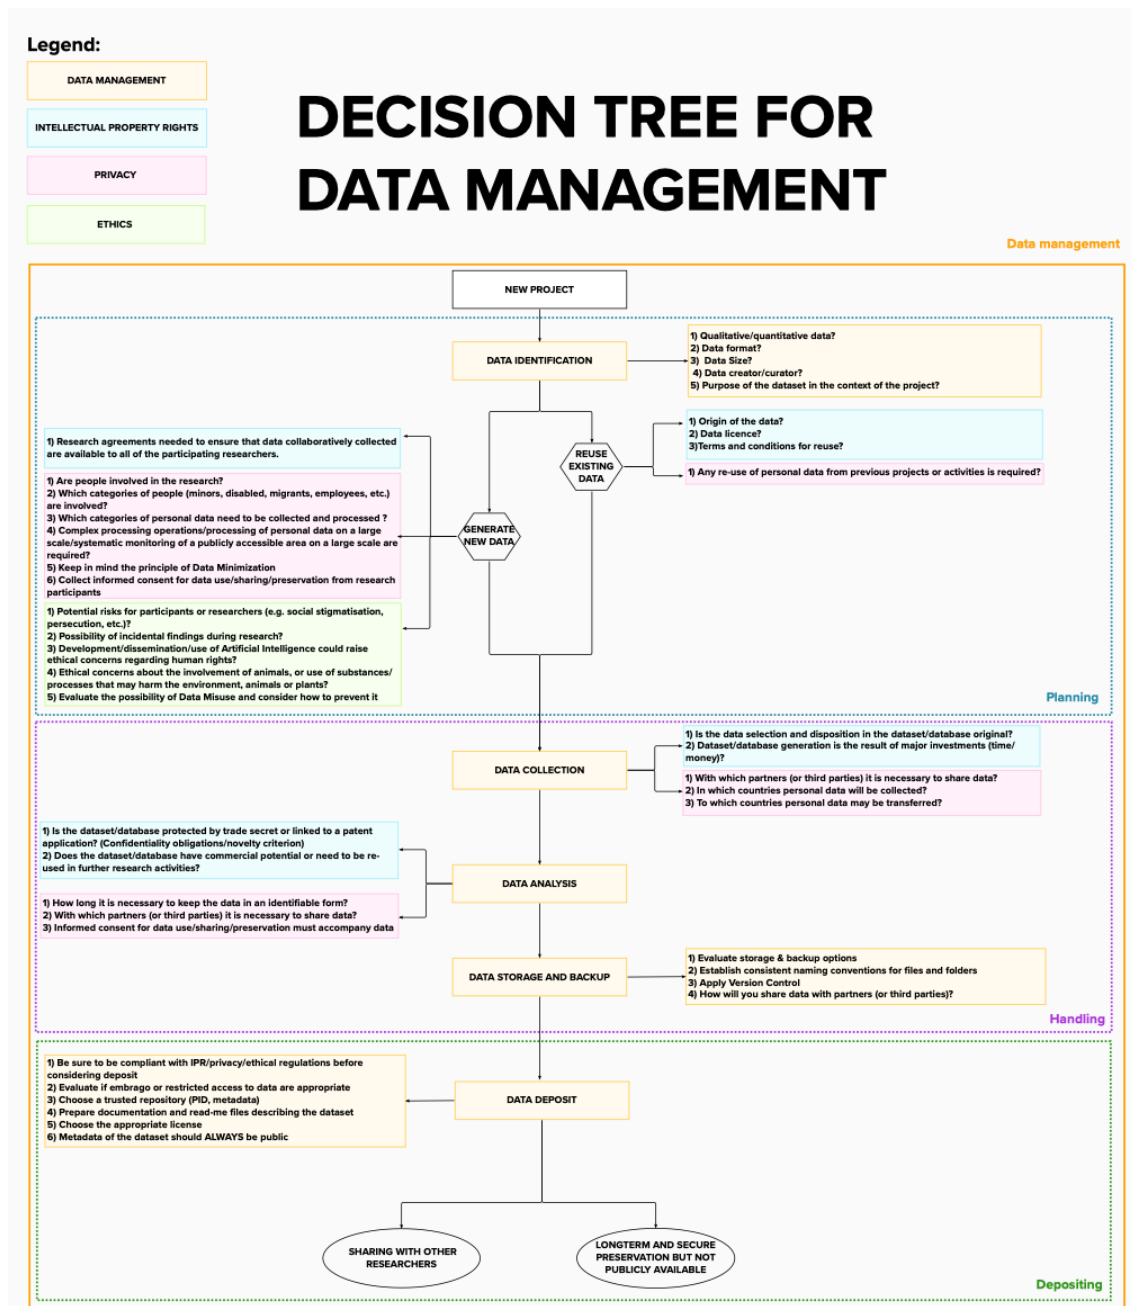 Legend:
DATA MANAGEMENT
INTELLECTUAL PROPERTY RIGHTS
PRIVACY
ETHICS
DECISION TREE FOR
DATA MANAGEMENT
Data management
NEW PROJECT
DATA IDENTIFICATION
1) Qualitative/quantitative data?
2) Data format?
3) Data Size?
4) Data creator/curator?
5) Purpose of the dataset in the context of the project?
REUSE
EXISTING
DATA
1) Origin of the data?
2) Data licence?
3)Terms and conditions for reuse?
1) Any re-use of personal data from previous projects or activities is required?
GENERATE
NEW DATA
1) Research agreements needed to ensure that data collaboratively collected
are available to all of the participating researchers.
1) Are people involved in the research?
2) Which categories of people (minors, disabled, migrants, employees, etc.)
are involved?
3) Which categories of personal data need to be collected and processed ?
4) Complex processing operations/processing of personal data on a large
scale/systematic monitoring of a publicly accessible area on a large scale are
required?
5) Keep in mind the principle of Data Minimization
6) Collect informed consent for data use/sharing/preservation from research
participants
1) Potential risks for participants or researchers (e.g. social stigmatisation,
persecution, etc.)?
2) Possibility of incidental findings during research?
3) Development/dissemination/use of Artificial Intelligence could raise
ethical concerns regarding human rights?
4) Ethical concerns about the involvement of animals, or use of substances/
processes that may harm the environment, animals or plants?
5) Evaluate the possibility of Data Misuse and consider how to prevent it
Planning
DATA COLLECTION
1) Is the data selection and disposition in the dataset/database original?
2) Dataset/database generation is the result of major investments (time/
money)?
1) With which partners (or third parties) it is necessary to share data?
2) In which countries personal data will be collected?
3) To which countries personal data may be transferred?
1) Is the dataset/database protected by trade secret or linked to a patent
application? (Confidentiality obligations/novelty criterion)
2) Does the dataset/database have commercial potential or need to be re-
used in further research activities?
DATA ANALYSIS
1) How long it is necessary to keep the data in an identifiable form?
2) With which partners (or third parties) it is necessary to share data?
3) Informed consent for data use/sharing/preservation must accompany data
DATA STORAGE AND BACKUP
1) Evaluate storage & backup options
2) Establish consistent naming conventions for files and folders
3) Apply Version Control
4) How will you share data with partners (or third parties)?
Handling
1) Be sure to be compliant with IPR/privacy/ethical regulations before
considering deposit
2) Evaluate if embrago or restricted access to data are appropriate
3) Choose a trusted repository (PID, metadata)
4) Prepare documentation and read-me files describing the dataset
5) Choose the appropriate license
6) Metadata of the dataset should ALWAYS be public
DATA DEPOSIT
SHARING WITH OTHER
RESEARCHERS
LONGTERM AND SECURE
PRESERVATION BUT NOT
PUBLICLY AVAILABLE
Depositing